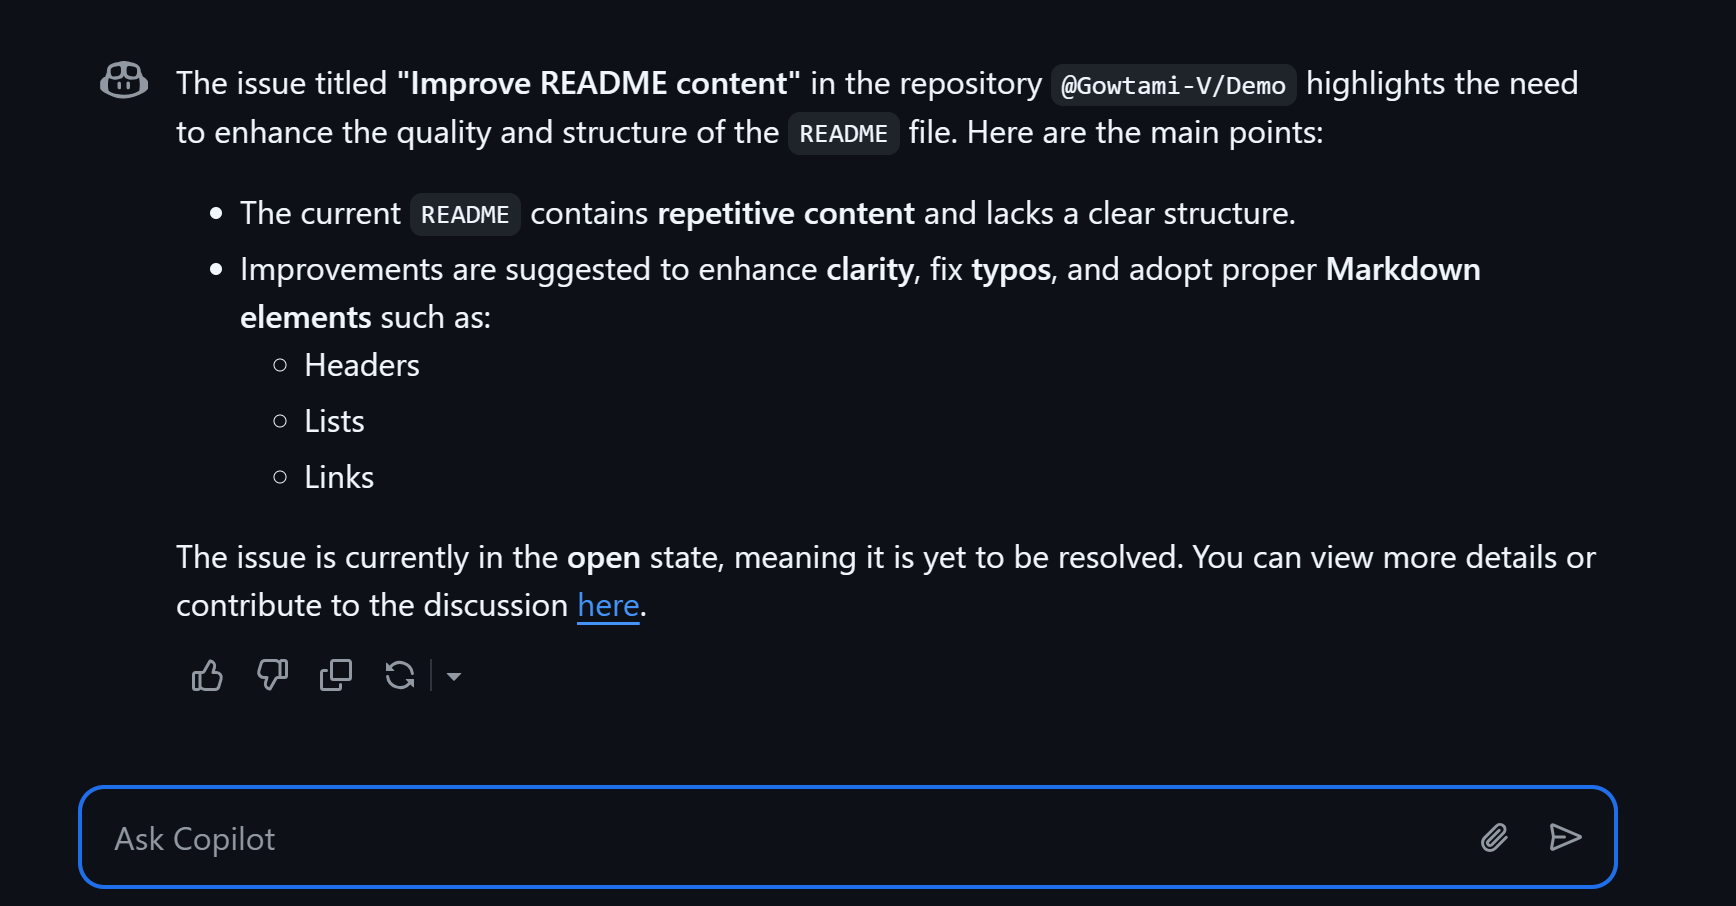 The issue titled "Improve README content" in the repository @Gowtami-V/Demo highlights the need
to enhance the quality and structure of the README file. Here are the main points:
The current README contains repetitive content and lacks a clear structure.
Improvements are suggested to enhance clarity, fix typos, and adopt proper Markdown
elements such as:
Headers
Lists
Links
The issue is currently in the open state, meaning it is yet to be resolved. You can view more details or
contribute to the discussion here.
Ask Copilot